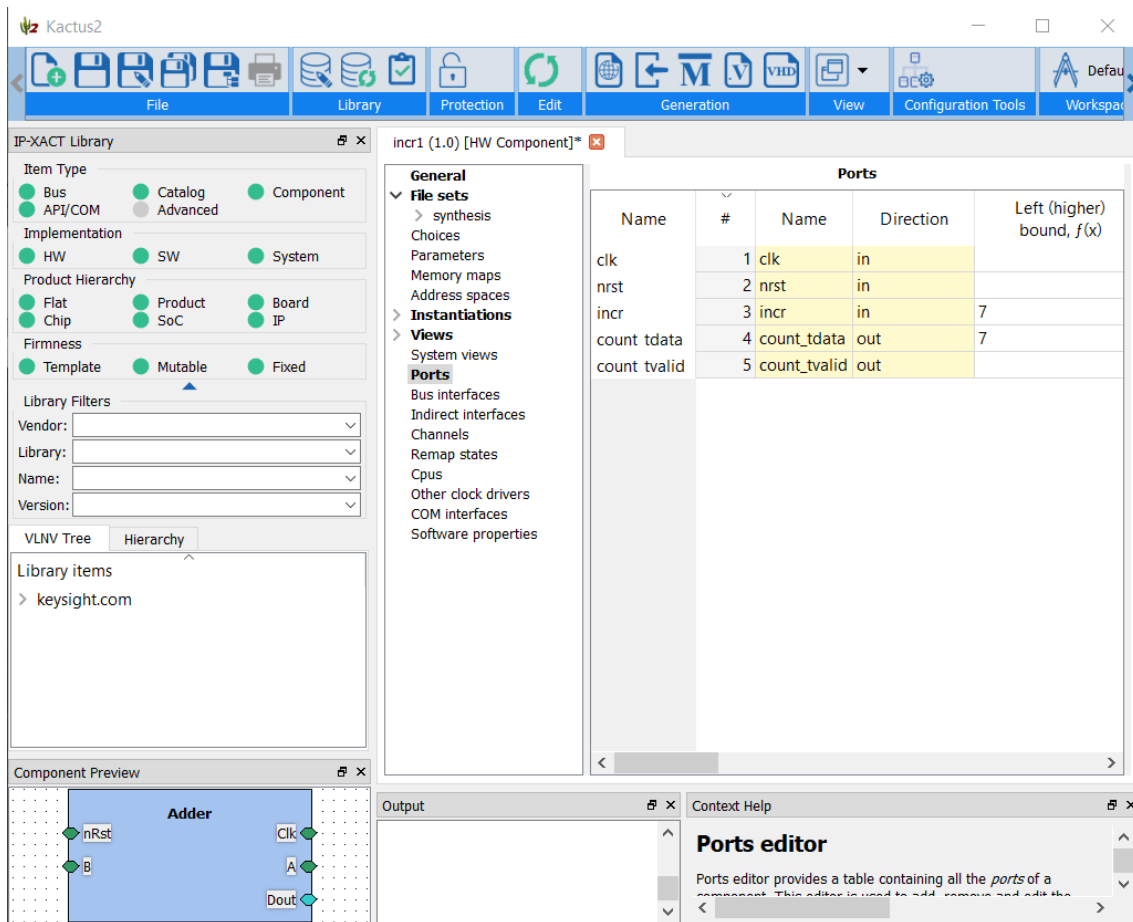 Kactus2
File Library Protection Edit Generation View Configuration Tools Workspac
Defau
IP-XACT Library
Item Type
Bus Catalog Component
API/COM Advanced
Implementation
HW SW System
Product Hierarchy
Flat Product Board
Chip SoC IP
Firmness
Template Mutable Fixed
Library Filters
Vendor:
Library:
Name:
Version:
VLNV Tree Hierarchy
Library items
keysight.com
Component Preview
Adder
nRst Clk
B A
Dout
incr1 (1.0) [HW Component]*
General
File sets
synthesis
Choices
Parameters
Memory maps
Address spaces
Instantiations
Views
System views
Ports
Bus interfaces
Indirect interfaces
Channels
Remap states
Cpus
Other clock drivers
COM interfaces
Software properties
Ports
Name # Name Direction Left (higher)
bound, ƒ(x)
clk 1 clk in
nrst 2 nrst in
incr 3 incr in 7
count tdata 4 count_tdata out 7
count tvalid 5 count_tvalid out
Output
Context Help
Ports editor
Ports editor provides a table containing all the ports of a